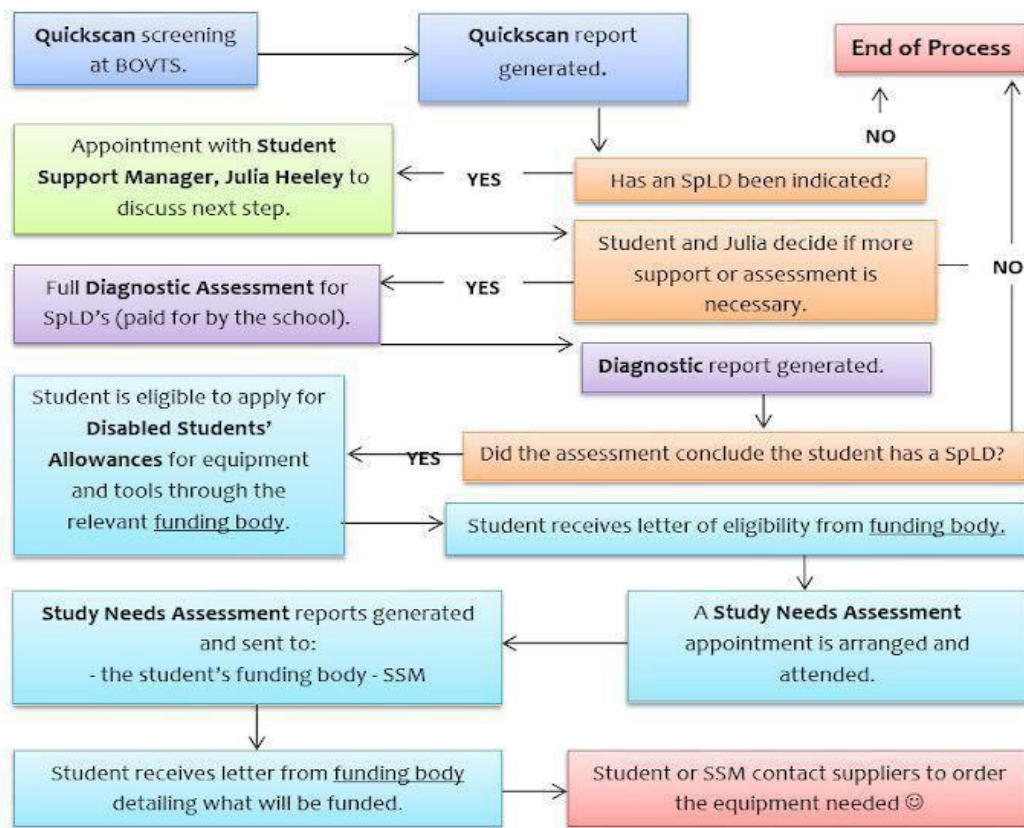 Quickscan screening
at BOVTS.
Quickscan report
generated.
End of Process
NO
Appointment with Student
Support Manager, Julia Heeley to
discuss next step.
YES
Has an SpLD been indicated?
Student and Julia decide if more
support or assessment is
necessary.
NO
Full Diagnostic Assessment for
SpLD's (paid for by the school).
YES
Diagnostic report generated.
Student is eligible to apply for
Disabled Students'
Allowances for equipment
and tools through the
relevant funding body.
YES
Did the assessment conclude the student has a SpLD?
Student receives letter of eligibility from funding body.
Study Needs Assessment reports generated
and sent to:
- the student's funding body - SSM
A Study Needs Assessment
appointment is arranged and
attended.
Student receives letter from funding body
detailing what will be funded.
Student or SSM contact suppliers to order
the equipment needed ☺